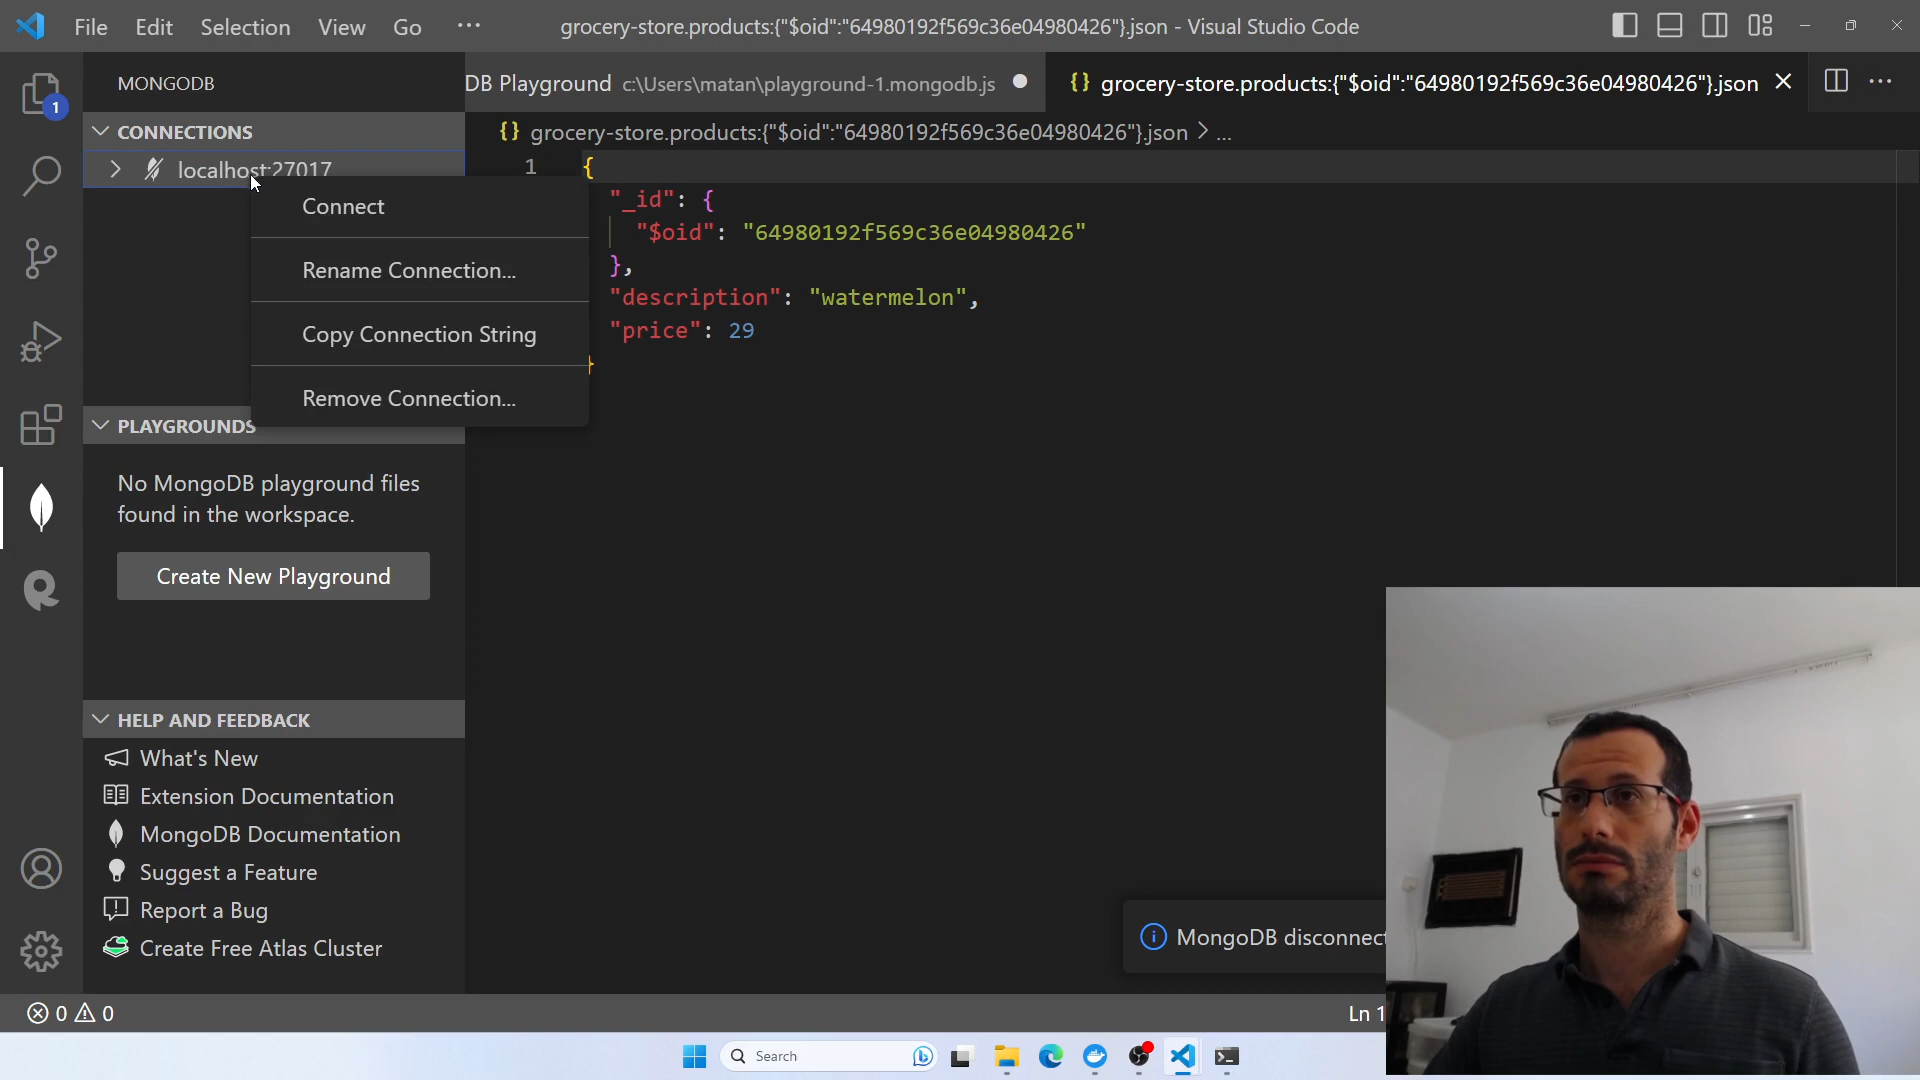 File Edit Selection View Go ··· grocery-store.products:{"$oid":"64980192f569c36e04980426"}.json - Visual Studio Code
MONGODB
DB Playground c:\Users\matan\playground-1.mongodb.js
grocery-store.products:{"$oid":"64980192f569c36e04980426"}.json
1
CONNECTIONS
{} grocery-store.products:{"$oid":"64980192f569c36e04980426"}.json > ...
localhost:27017
Connect
Rename Connection...
Copy Connection String
Remove Connection...
1 {
"_id": {
"$oid": "64980192f569c36e04980426"
},
"description": "watermelon",
"price": 29
}
PLAYGROUNDS
No MongoDB playground files
found in the workspace.
Create New Playground
HELP AND FEEDBACK
What's New
Extension Documentation
MongoDB Documentation
Suggest a Feature
Report a Bug
Create Free Atlas Cluster
MongoDB disconnect
0 0
Ln 1
Search